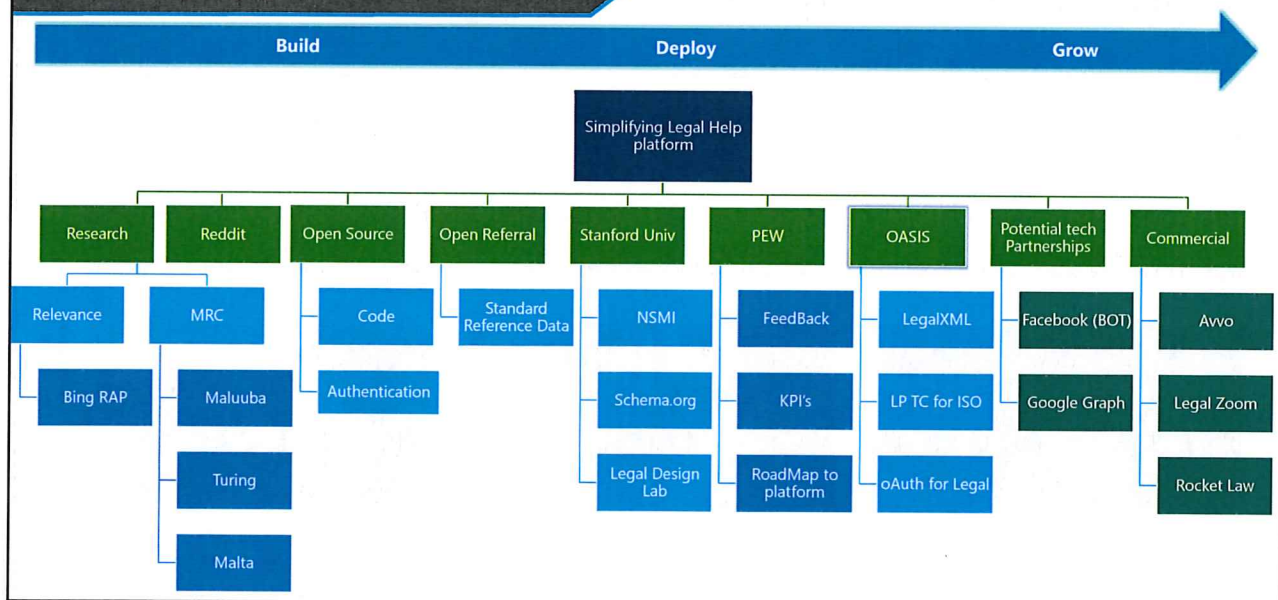 Build
Deploy
Grow
Simplifying Legal Help
platform
Research
Reddit
Open Source
Open Referral
Stanford Univ
PEW
OASIS
Potential tech
Partnerships
Commercial
Relevance
MRC
Code
Standard
Reference Data
NSMI
FeedBack
LegalXML
Facebook (BOT)
Avvo
Bing RAP
Maluuba
Authentication
Schema.org
KPI's
LP TC for ISO
Google Graph
Legal Zoom
Turing
Legal Design
Lab
RoadMap to
platform
oAuth for Legal
Rocket Law
Malta